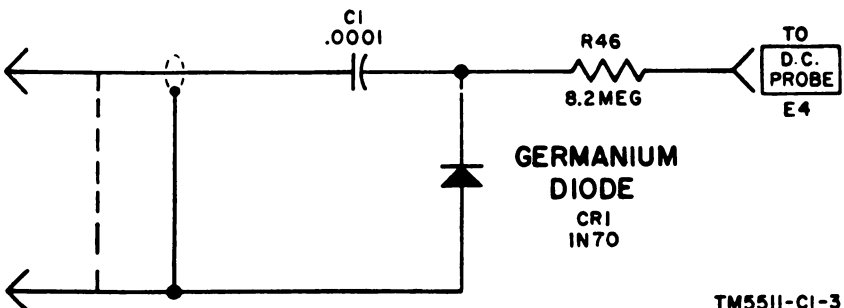 C1
.0001
R46
8.2MEG
TO
D.C.
PROBE
E4
GERMANIUM
DIODE
CR1
1N70
TM5511-C1-3